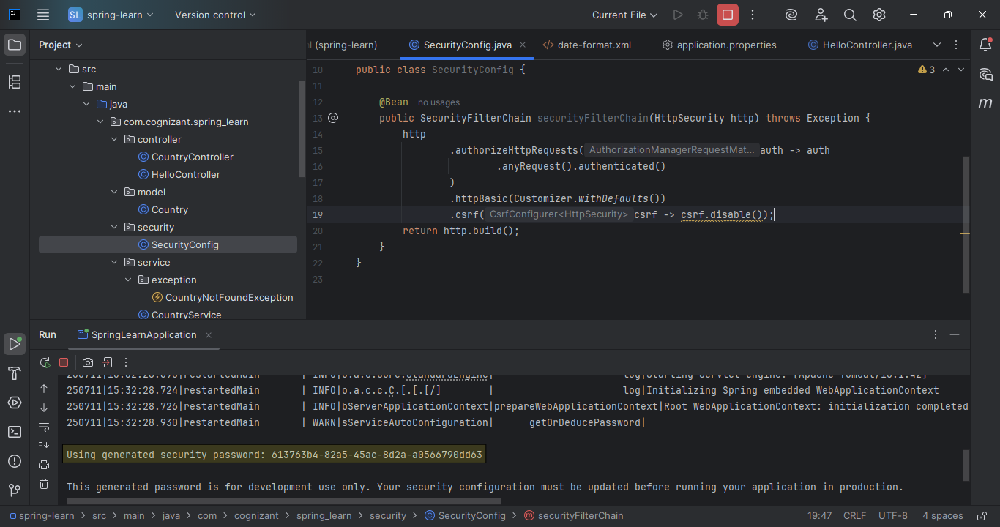 SL spring-learn Version control Current File
Project
l (spring-learn) SecurityConfig.java date-format.xml application.properties HelloController.java
src
main
java
com.cognizant.spring_learn
controller
CountryController
HelloController
model
Country
security
SecurityConfig
service
exception
CountryNotFoundException
CountryService
10 public class SecurityConfig { 3
11
12 @Bean no usages
13 public SecurityFilterChain securityFilterChain(HttpSecurity http) throws Exception {
14 http
15 .authorizeHttpRequests( AuthorizationManagerRequestMat... auth -> auth
16 .anyRequest().authenticated()
17 )
18 .httpBasic(Customizer.withDefaults())
19 .csrf( CsrfConfigurer<HttpSecurity> csrf -> csrf.disable());
20 return http.build();
21 }
22 }
23
Run SpringLearnApplication
250711|15:32:28.724|restartedMain | INFO|o.a.c.c.C.[.[.[/] | log|Initializing Spring embedded WebApplicationContext
250711|15:32:28.726|restartedMain | INFO|bServerApplicationContext|prepareWebApplicationContext|Root WebApplicationContext: initialization completed
250711|15:32:28.930|restartedMain | WARN|sServiceAutoConfiguration| getOrDeducePassword|
Using generated security password: 613763b4-82a5-45ac-8d2a-a0566790dd63
This generated password is for development use only. Your security configuration must be updated before running your application in production.
spring-learn > src > main > java > com > cognizant > spring_learn > security > SecurityConfig > securityFilterChain 19:47 CRLF UTF-8 4 spaces